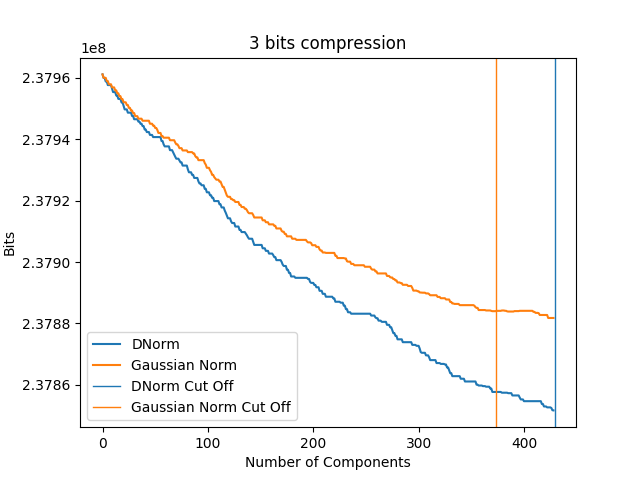 3 bits compression
1e8
2.3796
2.3794
2.3792
2.3790
2.3788
2.3786
Bits
DNorm
Gaussian Norm
DNorm Cut Off
Gaussian Norm Cut Off
0 100 200 300 400
Number of Components